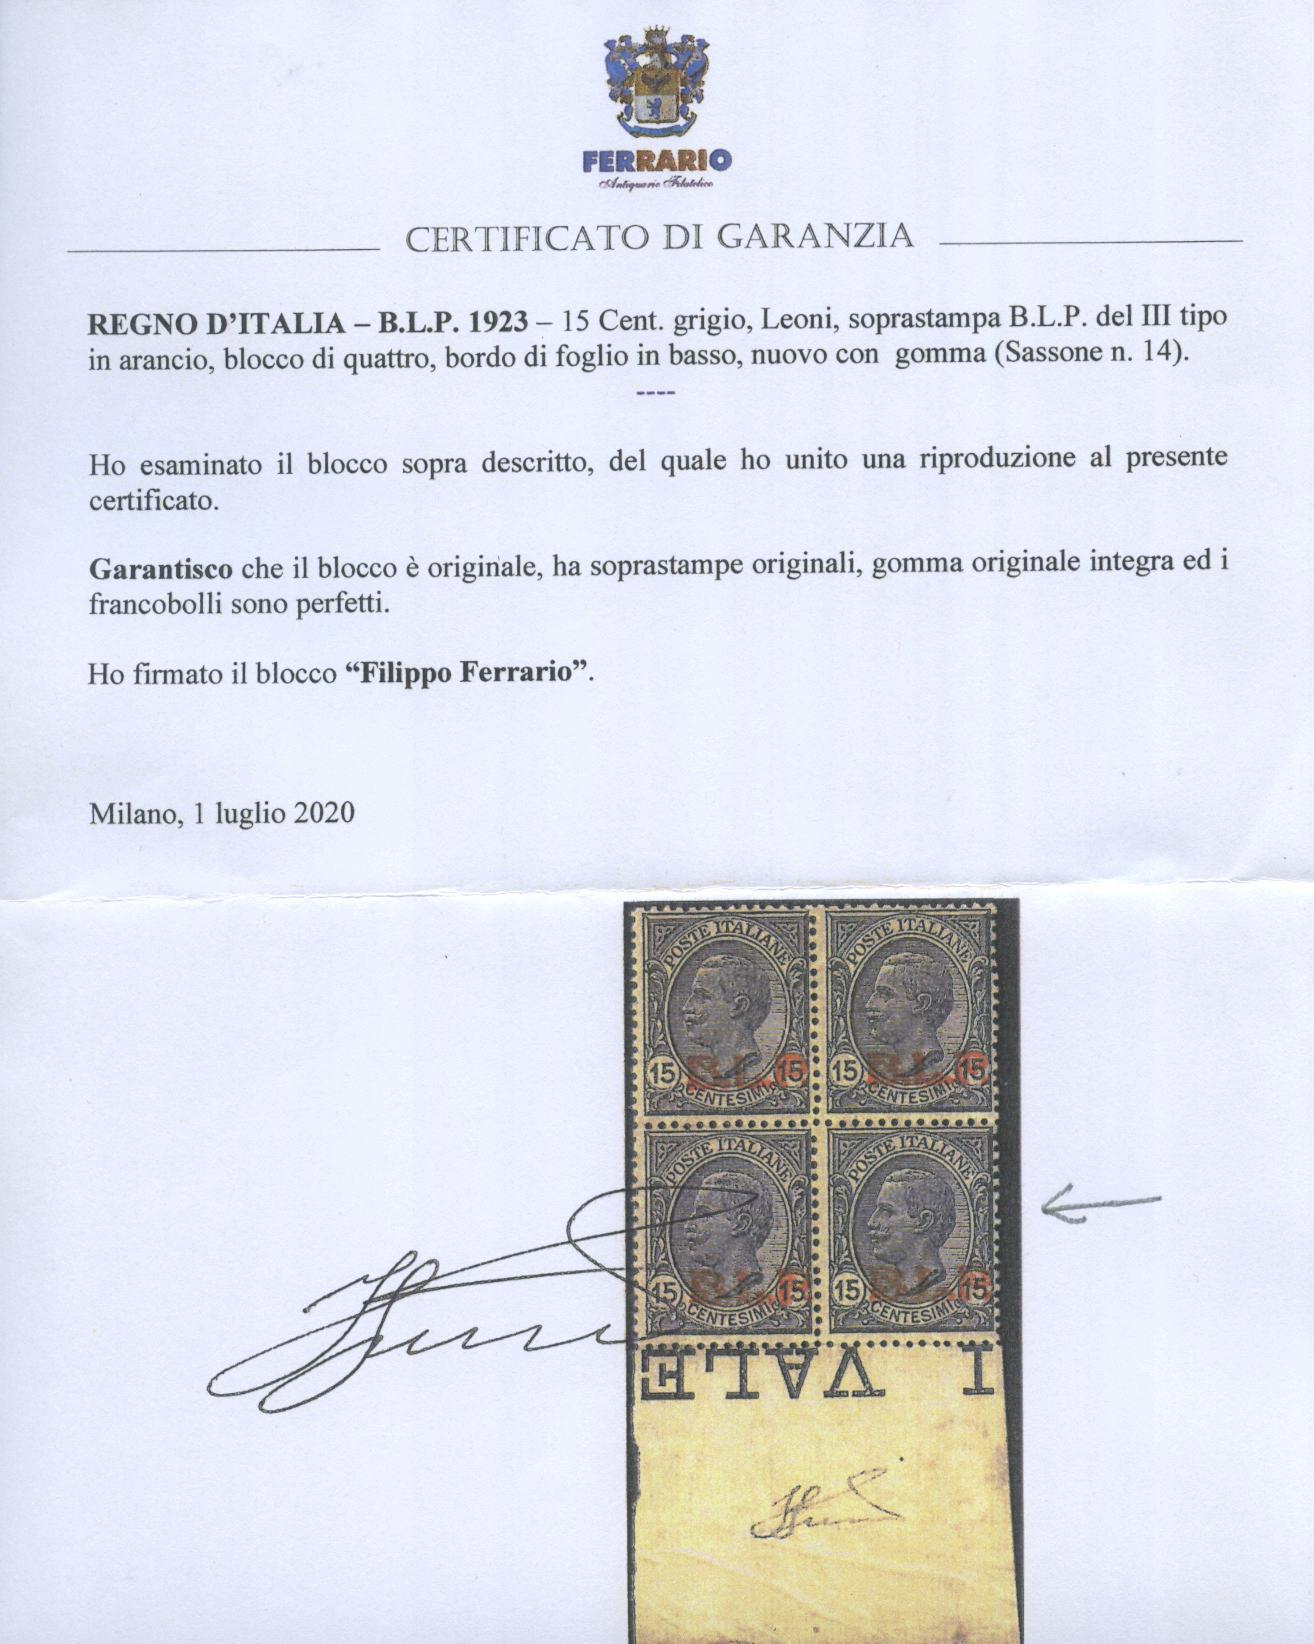 FERRARIO
Antiquario Filatelico
CERTIFICATO DI GARANZIA
REGNO D’ITALIA – B.L.P. 1923 – 15 Cent. grigio, Leoni, soprastampa B.L.P. del III tipo
in arancio, blocco di quattro, bordo di foglio in basso, nuovo con gomma (Sassone n. 14).
----
Ho esaminato il blocco sopra descritto, del quale ho unito una riproduzione al presente
certificato.
Garantisco che il blocco è originale, ha soprastampe originali, gomma originale integra ed i
francobolli sono perfetti.
Ho firmato il blocco “Filippo Ferrario”.
Milano, 1 luglio 2020
POSTE ITALIANE POSTE ITALIANE
B.L. B.L.
15 15 15 15
CENTESIMI CENTESIMI
POSTE ITALIANE POSTE ITALIANE
B.L. B.L.
15 15 15 15
CENTESIMI CENTESIMI
I VALE